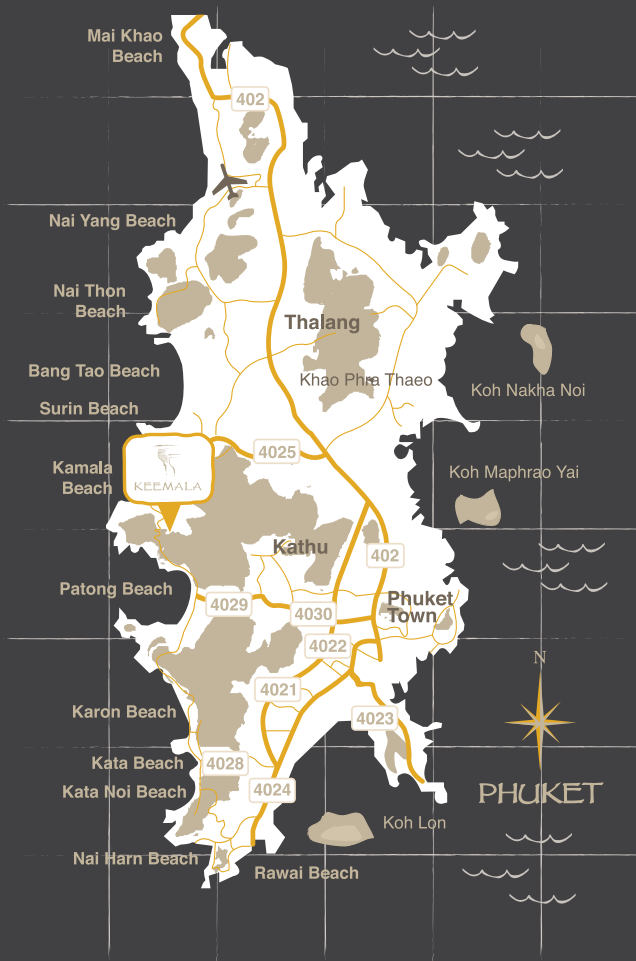 Mai Khao
Beach
402
Nai Yang Beach
Nai Thon
Beach
Thalang
Bang Tao Beach
Khao Phra Thaeo
Koh Nakha Noi
Surin Beach
4025
Kamala
Beach
KEEMALA
Koh Maphrao Yai
Kathu
402
Patong Beach
4029
4030
Phuket
Town
4022
N
4021
Karon Beach
4023
Kata Beach
4028
Kata Noi Beach
4024
PHUKET
Koh Lon
Nai Harn Beach
Rawai Beach